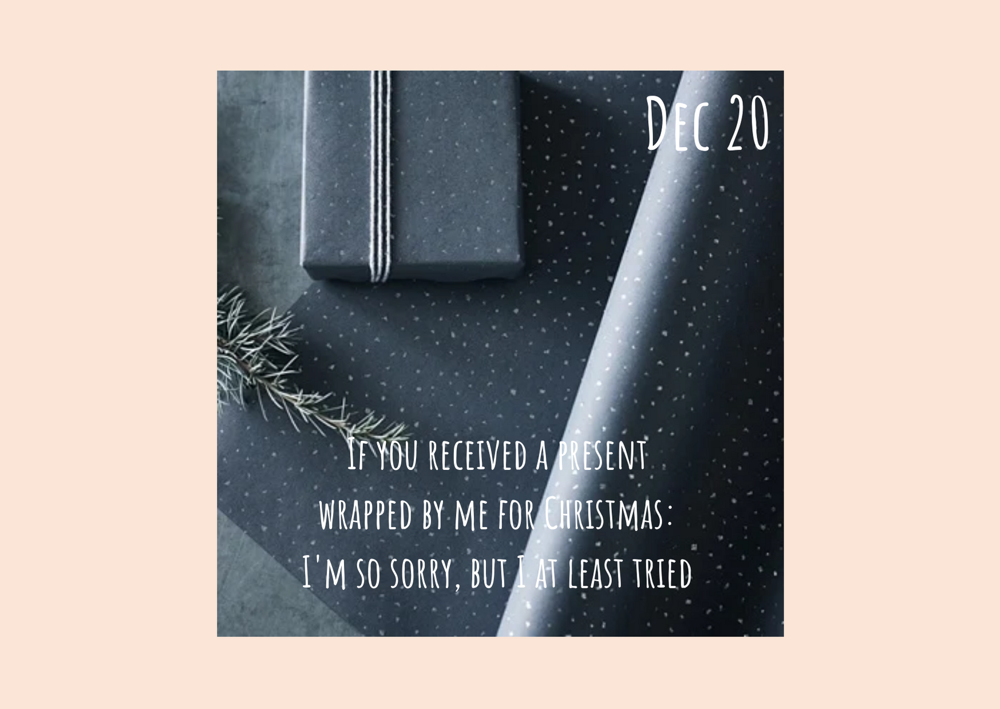 Dec 20
If you received a present
wrapped by me for Christmas:
I'm so sorry, but I at least tried